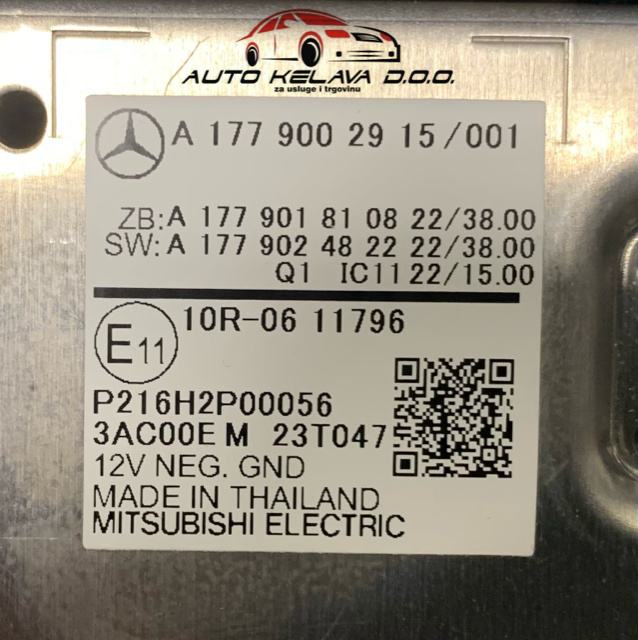 AUTO KELAVA D.O.O.
za usluge i trgovinu
A 177 900 29 15/001
ZB:A 177 901 81 08 22/38.00
SW:A 177 902 48 22 22/38.00
Q1 IC11 22/15.00
E11
10R-06 11796
P216H2P00056
3AC00E M 23T047
12V NEG. GND
MADE IN THAILAND
MITSUBISHI ELECTRIC